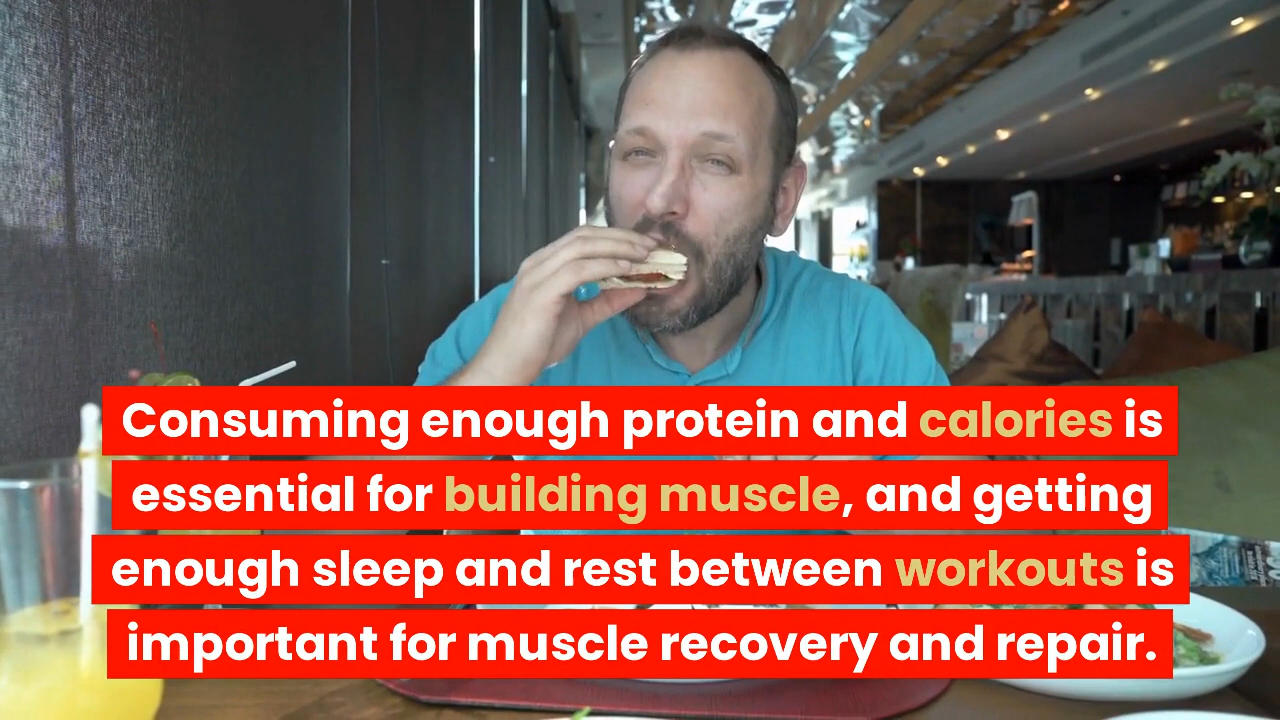 Consuming enough protein and calories is
essential for building muscle, and getting
enough sleep and rest between workouts is
important for muscle recovery and repair.